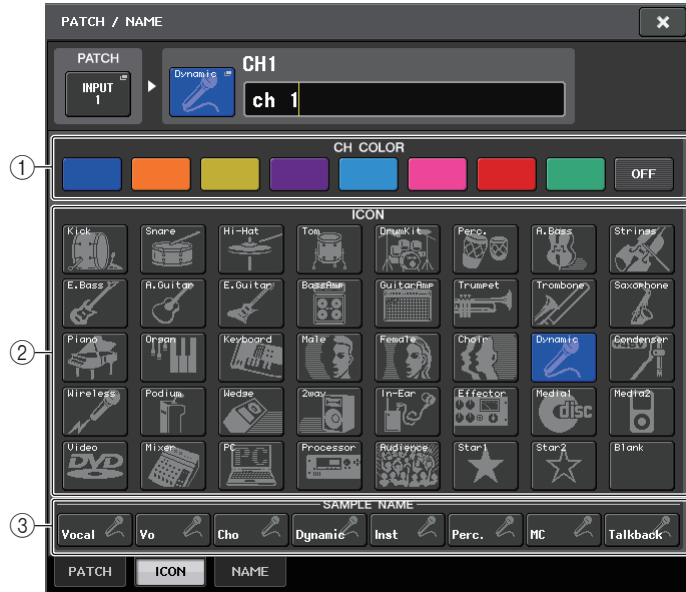 PATCH / NAME
PATCH
INPUT 1
Dynamic
CH1
ch 1
① CH COLOR
OFF
② ICON
Kick Snare Hi-Hat Tom DrumKit Perc. A.Bass Strings
E.Bass A.Guitar E.Guitar BassAmp GuitarAmp Trumpet Trombone Saxophone
Piano Organ Keyboard Male Female Choir Dynamic Condenser
Wireless Podium Wedge 2way In-Ear Effector Media1 disc Media2
Video DVD Mixer PC PC Processor Audience Star1 Star2 Blank
③ SAMPLE NAME
Vocal Vo Cho Dynamic Inst Perc. MC Talkback
PATCH ICON NAME